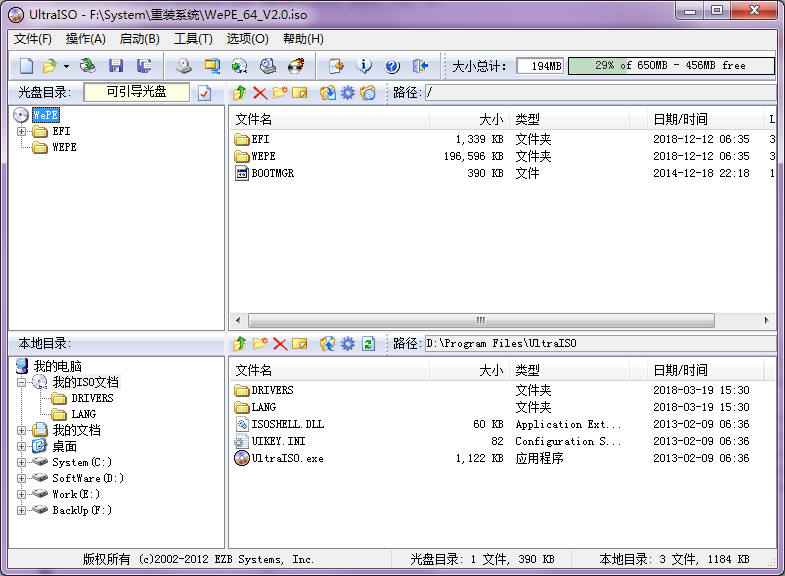 UltraISO - F:\System\重装系统\WePE_64_V2.0.iso
文件(F) 操作(A) 启动(B) 工具(T) 选项(O) 帮助(H)
大小总计: 194MB 29% of 650MB - 456MB free
光盘目录: 可引导光盘 路径: /
WePE
EFI
WEPE
文件名 大小 类型 日期/时间 L
EFI 1,339 KB 文件夹 2018-12-12 06:35 3
WEPE 196,596 KB 文件夹 2018-12-12 06:35 3
BOOTMGR 390 KB 文件 2014-12-18 22:18 1
本地目录: 路径: D:\Program Files\UltraISO
我的电脑
我的ISO文档
DRIVERS
LANG
我的文档
桌面
System(C:)
SoftWare(D:)
Work(E:)
BackUp(F:)
文件名 大小 类型 日期/时间
DRIVERS 文件夹 2018-03-19 15:30
LANG 文件夹 2018-03-19 15:30
ISOSHELL.DLL 60 KB Application Ext... 2013-02-09 06:36
UIKEY.INI 82 Configuration S... 2013-02-09 06:36
UltraISO.exe 1,122 KB 应用程序 2013-02-09 06:36
版权所有 (c)2002-2012 EZB Systems, Inc. 光盘目录: 1 文件, 390 KB 本地目录: 3 文件, 1184 KB